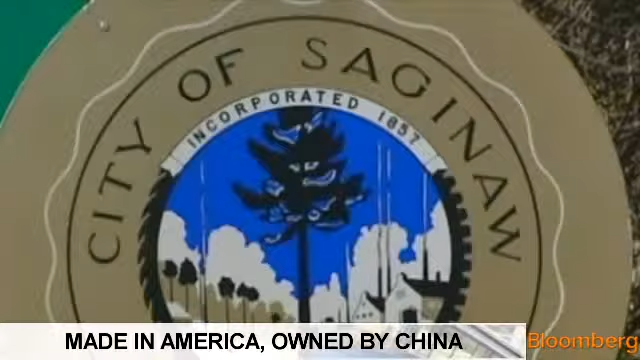 CITY OF SAGINAW
INCORPORATED 1857
MADE IN AMERICA, OWNED BY CHINA
Bloomberg